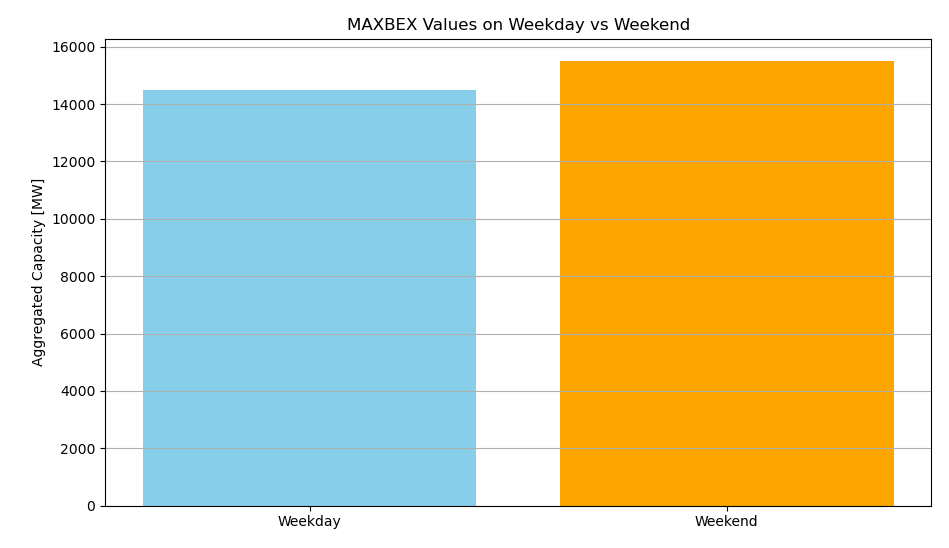 MAXBEX Values on Weekday vs Weekend
Aggregated Capacity [MW]
16000
14000
12000
10000
8000
6000
4000
2000
0
Weekday
Weekend